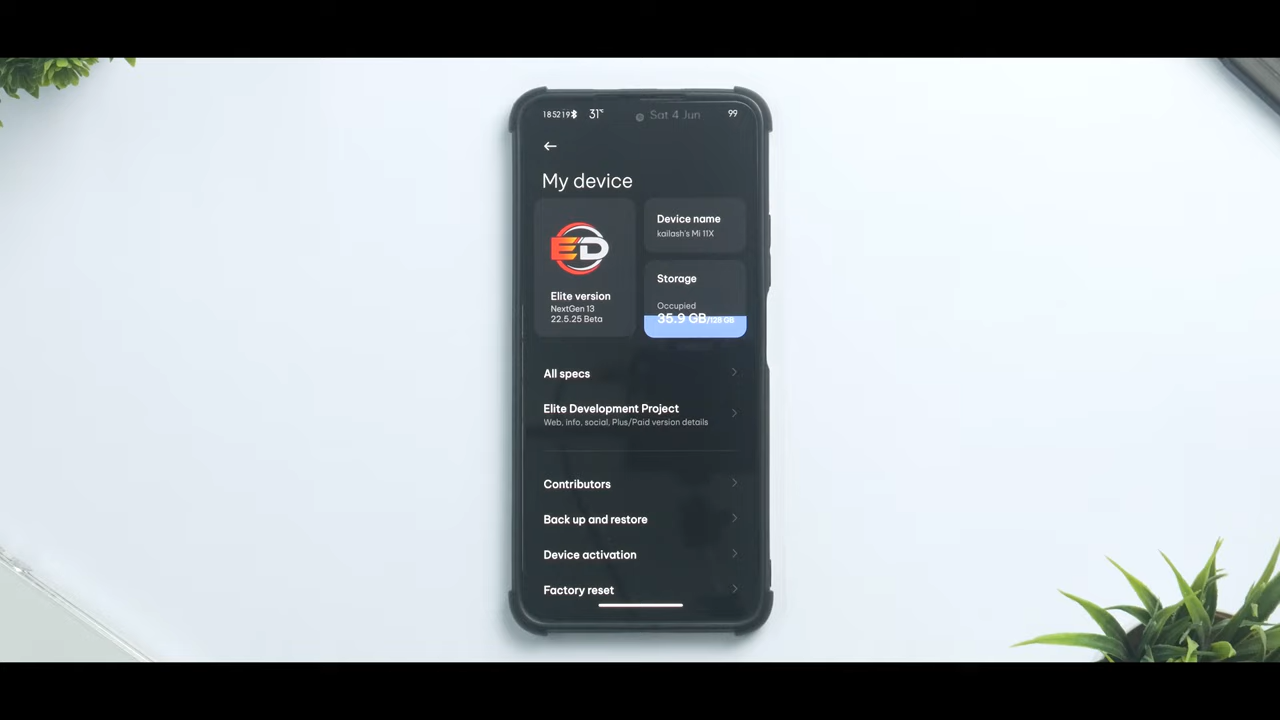 18:52:19 31°C Sat 4 Jun 99
My device
ED
Elite version
NextGen 13
22.5.25 Beta
Device name
kailash's Mi 11X
Storage
Occupied
35.9 GB/128 GB
All specs
Elite Development Project
Web, info, social, Plus/Paid version details
Contributors
Back up and restore
Device activation
Factory reset